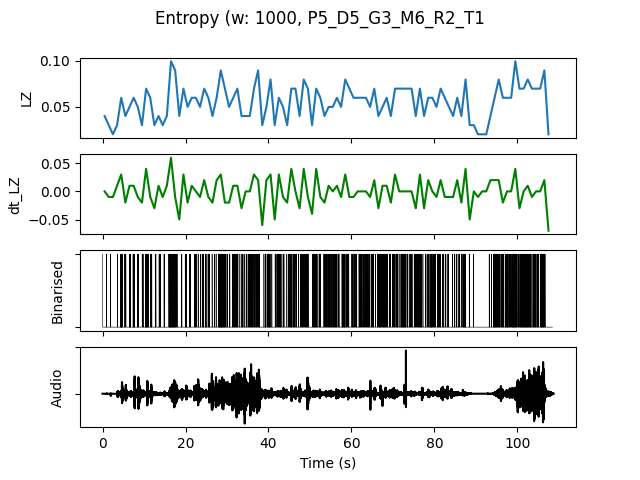 Entropy (w: 1000, P5_D5_G3_M6_R2_T1
0.10
0.05
LZ
0.05
0.00
−0.05
dt_LZ
Binarised
Audio
0 20 40 60 80 100
Time (s)